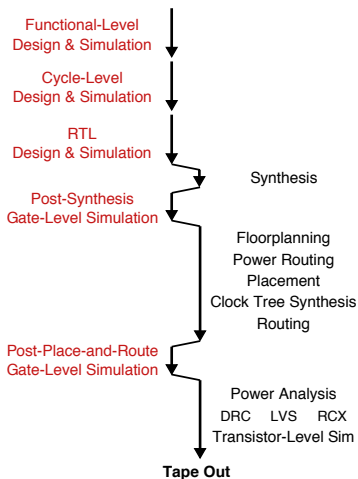 Functional-Level
Design & Simulation
Cycle-Level
Design & Simulation
RTL
Design & Simulation
Synthesis
Post-Synthesis
Gate-Level Simulation
Floorplanning
Power Routing
Placement
Clock Tree Synthesis
Routing
Post-Place-and-Route
Gate-Level Simulation
Power Analysis
DRC LVS RCX
Transistor-Level Sim
Tape Out